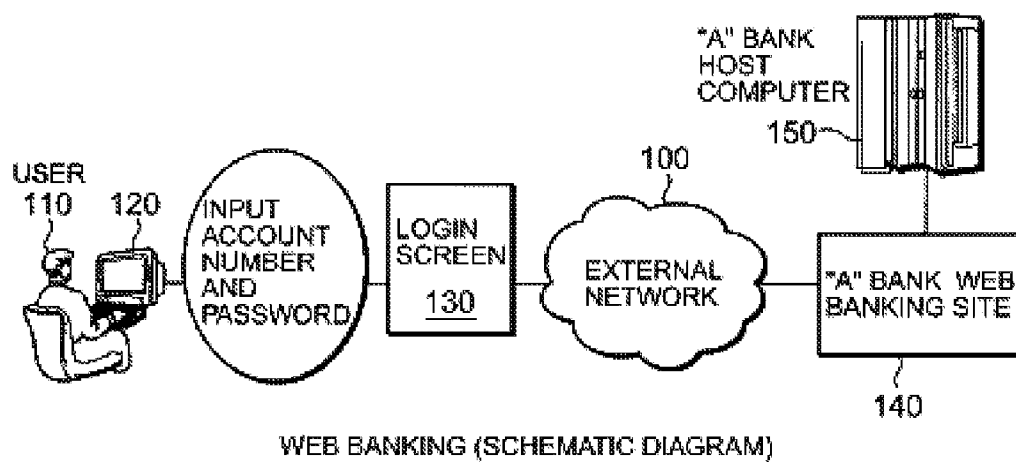 "A" BANK
HOST
COMPUTER
150
100
USER
110
120
INPUT
ACCOUNT
NUMBER
AND
PASSWORD
LOGIN
SCREEN
130
EXTERNAL
NETWORK
"A" BANK WEB
BANKING SITE
140
WEB BANKING (SCHEMATIC DIAGRAM)